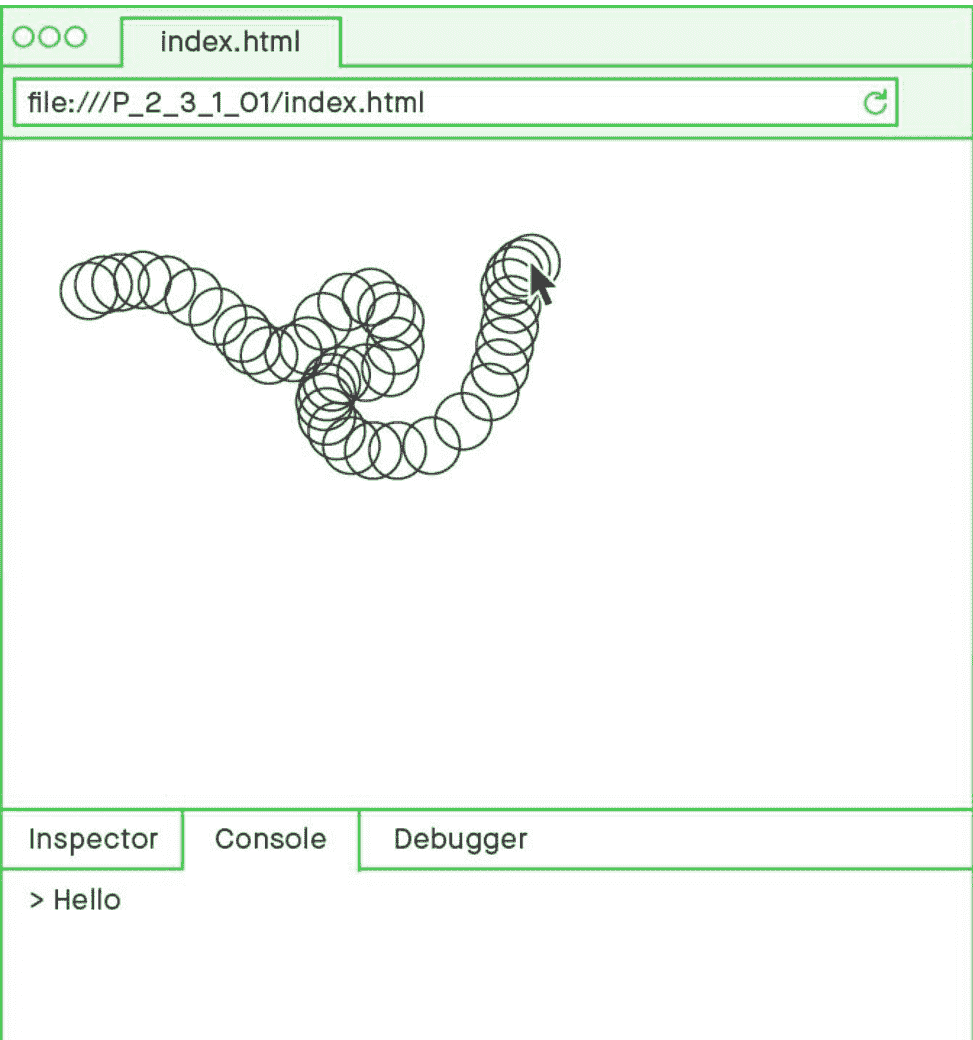 index.html
file:///P_2_3_1_01/index.html
Inspector Console Debugger
> Hello